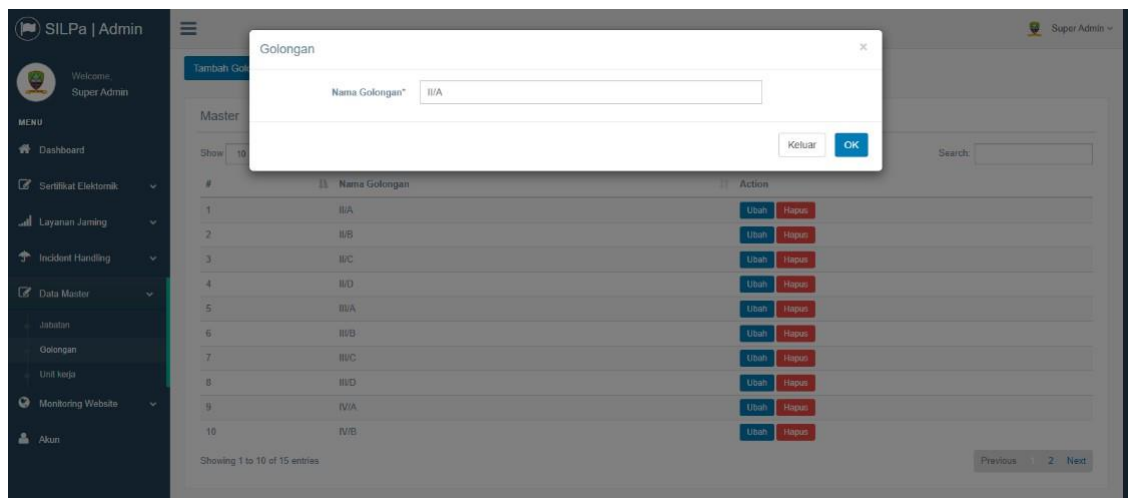 SILPa | Admin
Super Admin
Welcome,
Super Admin
MENU
Dashboard
Sertifikat Elektornik
Layanan Jaming
Incident Handling
Data Master
Jabatan
Golongan
Unit kerja
Monitoring Website
Akun
Golongan ×
Nama Golongan* II/A
Keluar OK
Tambah Gol
Master
Show 10
Search:
# Nama Golongan Action
1 II/A Ubah Hapus
2 II/B Ubah Hapus
3 II/C Ubah Hapus
4 II/D Ubah Hapus
5 III/A Ubah Hapus
6 III/B Ubah Hapus
7 III/C Ubah Hapus
8 III/D Ubah Hapus
9 IV/A Ubah Hapus
10 IV/B Ubah Hapus
Showing 1 to 10 of 15 entries
Previous 1 2 Next